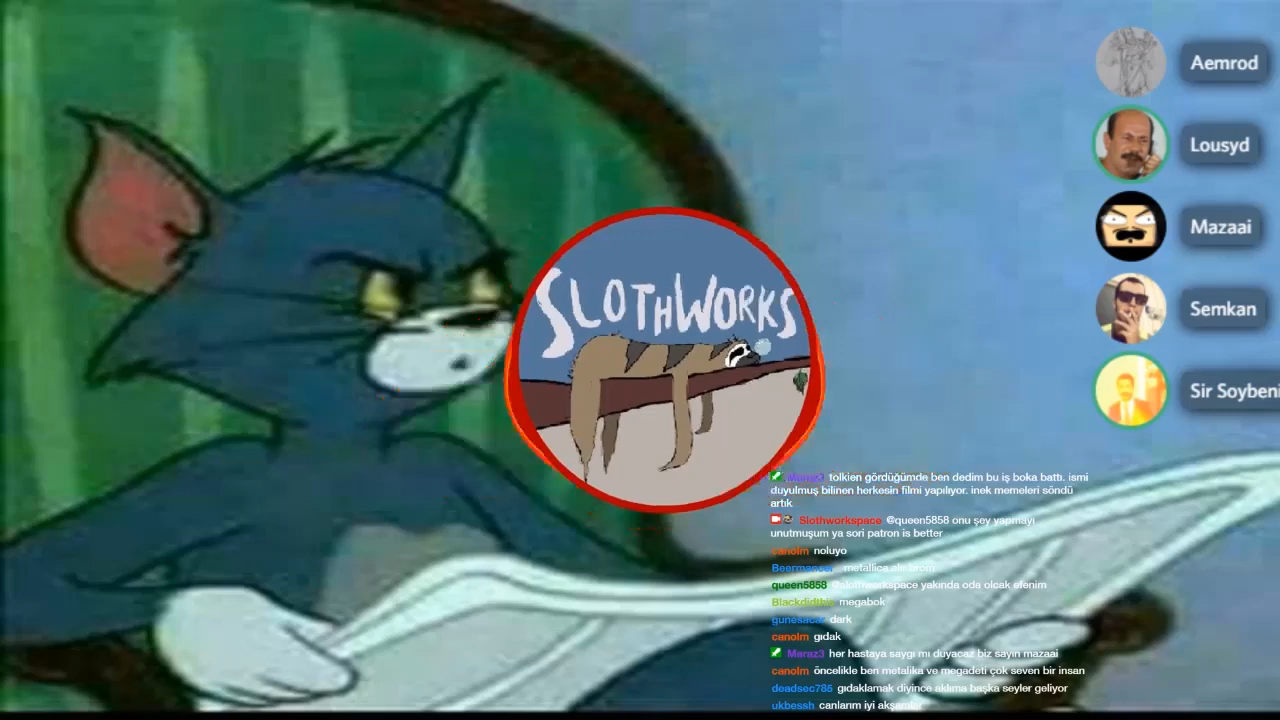 Aemrod
Lousyd
Mazaai
Semkan
Sir Soybeni
SLOTHWORKS
Maraz3 tolkien gördüğümde ben dedim bu iş boka battı. ismi
duyulmuş bilinen herkesin filmi yapılıyor. inek memeleri söndü
artık
Slothworkspace @queen5858 onu şey yapmayı
unutmuşum ya sori patron is better
canolm noluyo
metallica
queen5858 @slothworkspace yakında oda olcak efenim
megabok
dark
canolm gıdak
Maraz3 her hastaya saygı mı duyacaz biz sayın mazaai
canolm öncelikle ben metalika ve megadeti çok seven bir insan
deadsec785 gıdaklamak diyince aklıma başka seyler geliyor
ukbessh canlarım iyi akşamlar